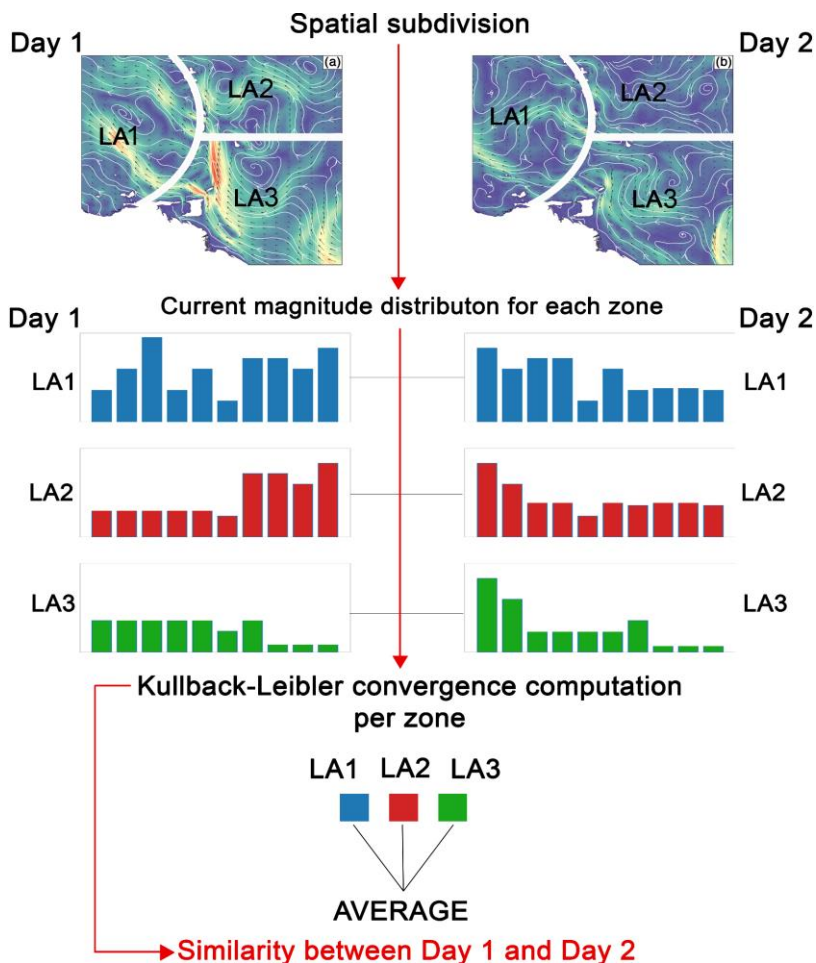 Spatial subdivision
Day 1
Day 2
(a)
LA1
LA2
LA3
(b)
LA1
LA2
LA3
Current magnitude distributon for each zone
Day 1
Day 2
LA1
LA1
LA2
LA2
LA3
LA3
Kullback-Leibler convergence computation
per zone
LA1 LA2 LA3
AVERAGE
Similarity between Day 1 and Day 2